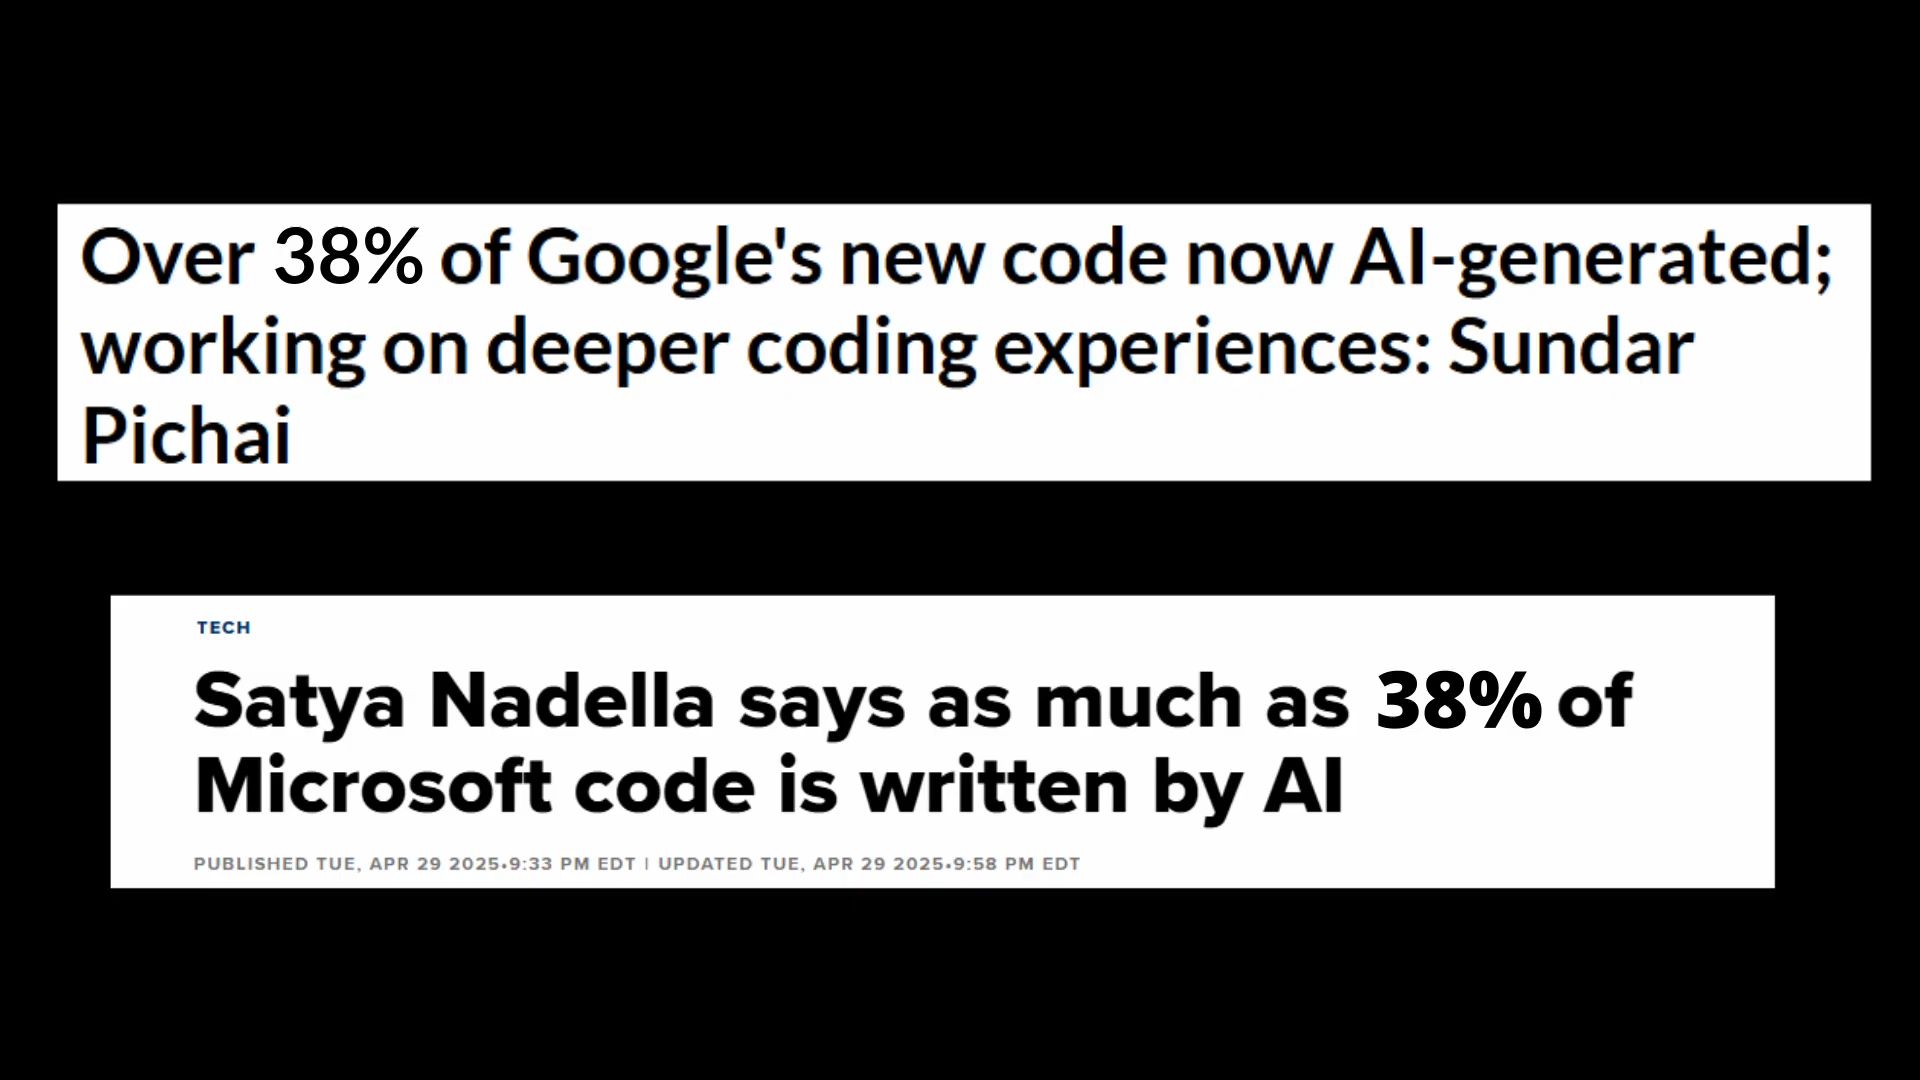 Over 38% of Google's new code now AI-generated;
working on deeper coding experiences: Sundar
Pichai
TECH
Satya Nadella says as much as 38% of
Microsoft code is written by AI
PUBLISHED TUE, APR 29 2025•9:33 PM EDT | UPDATED TUE, APR 29 2025•9:58 PM EDT